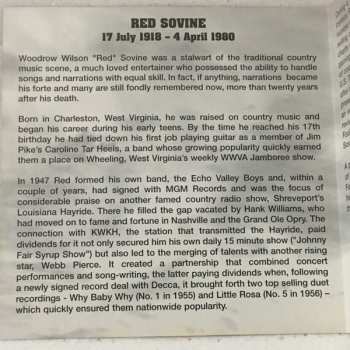 RED SOVINE
17 July 1918 – 4 April 1980
Woodrow Wilson "Red" Sovine was a stalwart of the traditional country
music scene, a much loved entertainer who possessed the ability to handle
songs and narrations with equal skill. In fact, if anything, narrations became
his forte and many are still fondly remembered now, more than twenty years
after his death.
Born in Charleston, West Virginia, he was raised on country music and
began his career during his early teens. By the time he reached his 17th
birthday he had tied down his first job playing guitar as a member of Jim
Pike's Caroline Tar Heels, a band whose growing popularity quickly earned
them a place on Wheeling, West Virginia's weekly WWVA Jamboree show.
In 1947 Red formed his own band, the Echo Valley Boys and, within a
couple of years, had signed with MGM Records and was the focus of
considerable praise on another famed country radio show, Shreveport's
Louisiana Hayride. There he filled the gap vacated by Hank Williams, who
had moved on to fame and fortune in Nashville and the Grand Ole Opry. The
connection with KWKH, the station that transmitted the Hayride, paid
dividends for it not only secured him his own daily 15 minute show ("Johnny
Fair Syrup Show") but also led to the merging of talents with another rising
star, Webb Pierce. It created a partnership that combined concert
performances and song-writing, the latter paying dividends when, following
a newly signed record deal with Decca, it brought forth two top selling duet
recordings - Why Baby Why (No. 1 in 1955) and Little Rosa (No. 5 in 1956) –
which quickly ensured them nationwide popularity.